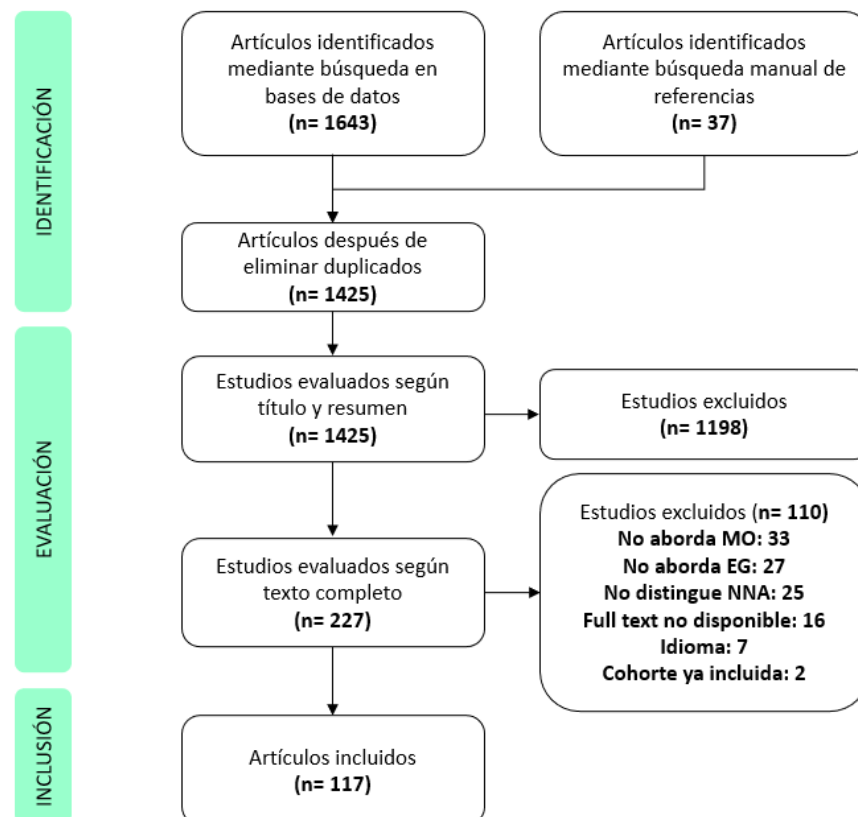 IDENTIFICACIÓN
Artículos identificados
mediante búsqueda en
bases de datos
(n= 1643)
Artículos identificados
mediante búsqueda manual de
referencias
(n= 37)
Artículos después de
eliminar duplicados
(n= 1425)
EVALUACIÓN
Estudios evaluados según
título y resumen
(n= 1425)
Estudios excluidos
(n= 1198)
Estudios evaluados según
texto completo
(n= 227)
Estudios excluidos (n= 110)
No aborda MO: 33
No aborda EG: 27
No distingue NNA: 25
Full text no disponible: 16
Idioma: 7
Cohorte ya incluida: 2
INCLUSIÓN
Artículos incluidos
(n= 117)